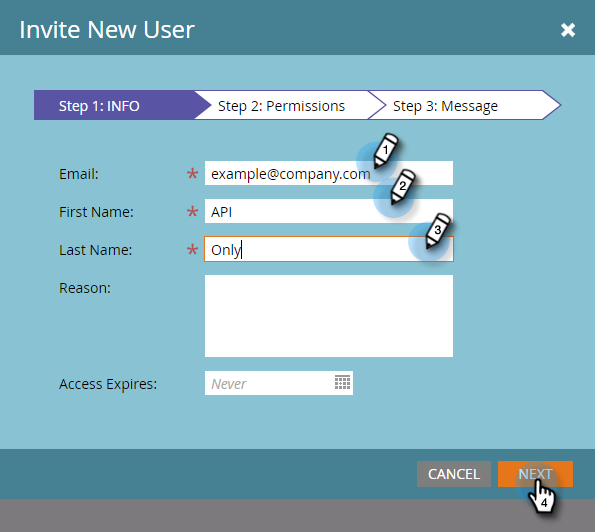 Invite New User
Step 1: INFO Step 2: Permissions Step 3: Message
Email: * example@company.com 1
2
First Name: * API
3
Last Name: * Only
Reason:
Access Expires: Never
CANCEL NEXT
4